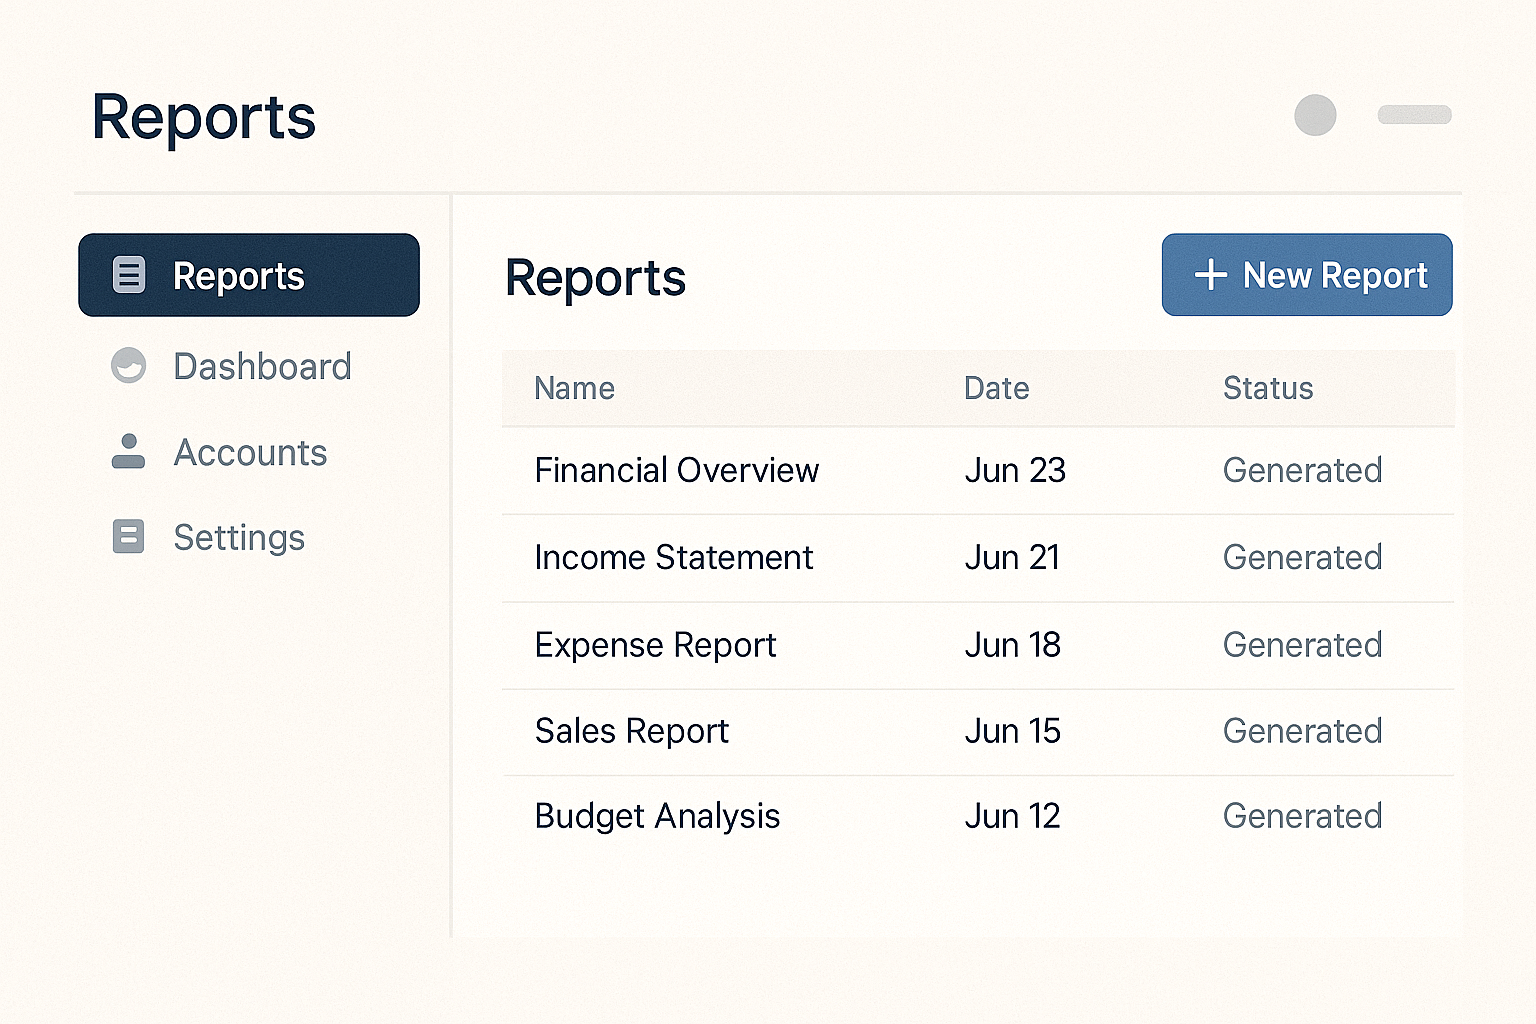 Reports
Reports
Dashboard
Accounts
Settings
Reports
+ New Report
Name Date Status
Financial Overview Jun 23 Generated
Income Statement Jun 21 Generated
Expense Report Jun 18 Generated
Sales Report Jun 15 Generated
Budget Analysis Jun 12 Generated